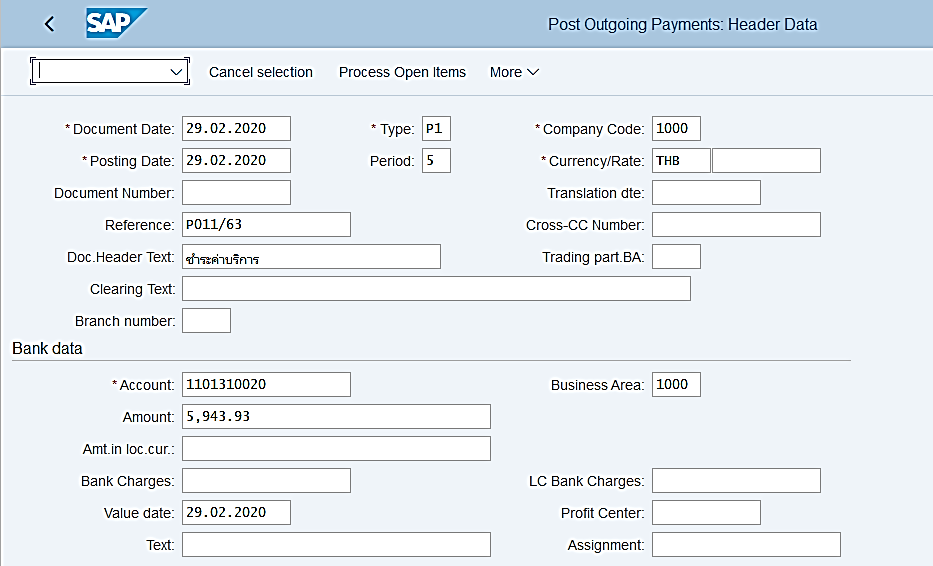 SAP Post Outgoing Payments: Header Data
Cancel selection Process Open Items More
* Document Date: 29.02.2020 * Type: P1 * Company Code: 1000
* Posting Date: 29.02.2020 Period: 5 * Currency/Rate: THB
Document Number: Translation dte:
Reference: P011/63 Cross-CC Number:
Doc.Header Text: ชำระค่าบริการ Trading part.BA:
Clearing Text:
Branch number:
Bank data
* Account: 1101310020 Business Area: 1000
Amount: 5,943.93
Amt.in loc.cur.:
Bank Charges: LC Bank Charges:
Value date: 29.02.2020 Profit Center:
Text: Assignment: